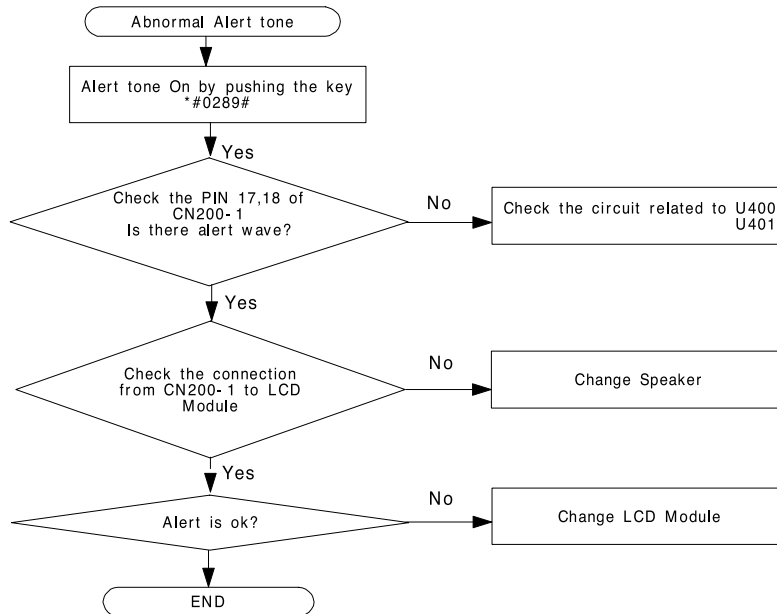 Abnormal Alert tone
Alert tone On by pushing the key
*#0289#
Yes
Check the PIN 17,18 of
CN200-1
Is there alert wave?
No
Check the circuit related to U400
U401
Yes
Check the connection
from CN200-1 to LCD
Module
No
Change Speaker
Yes
Alert is ok?
No
Change LCD Module
END